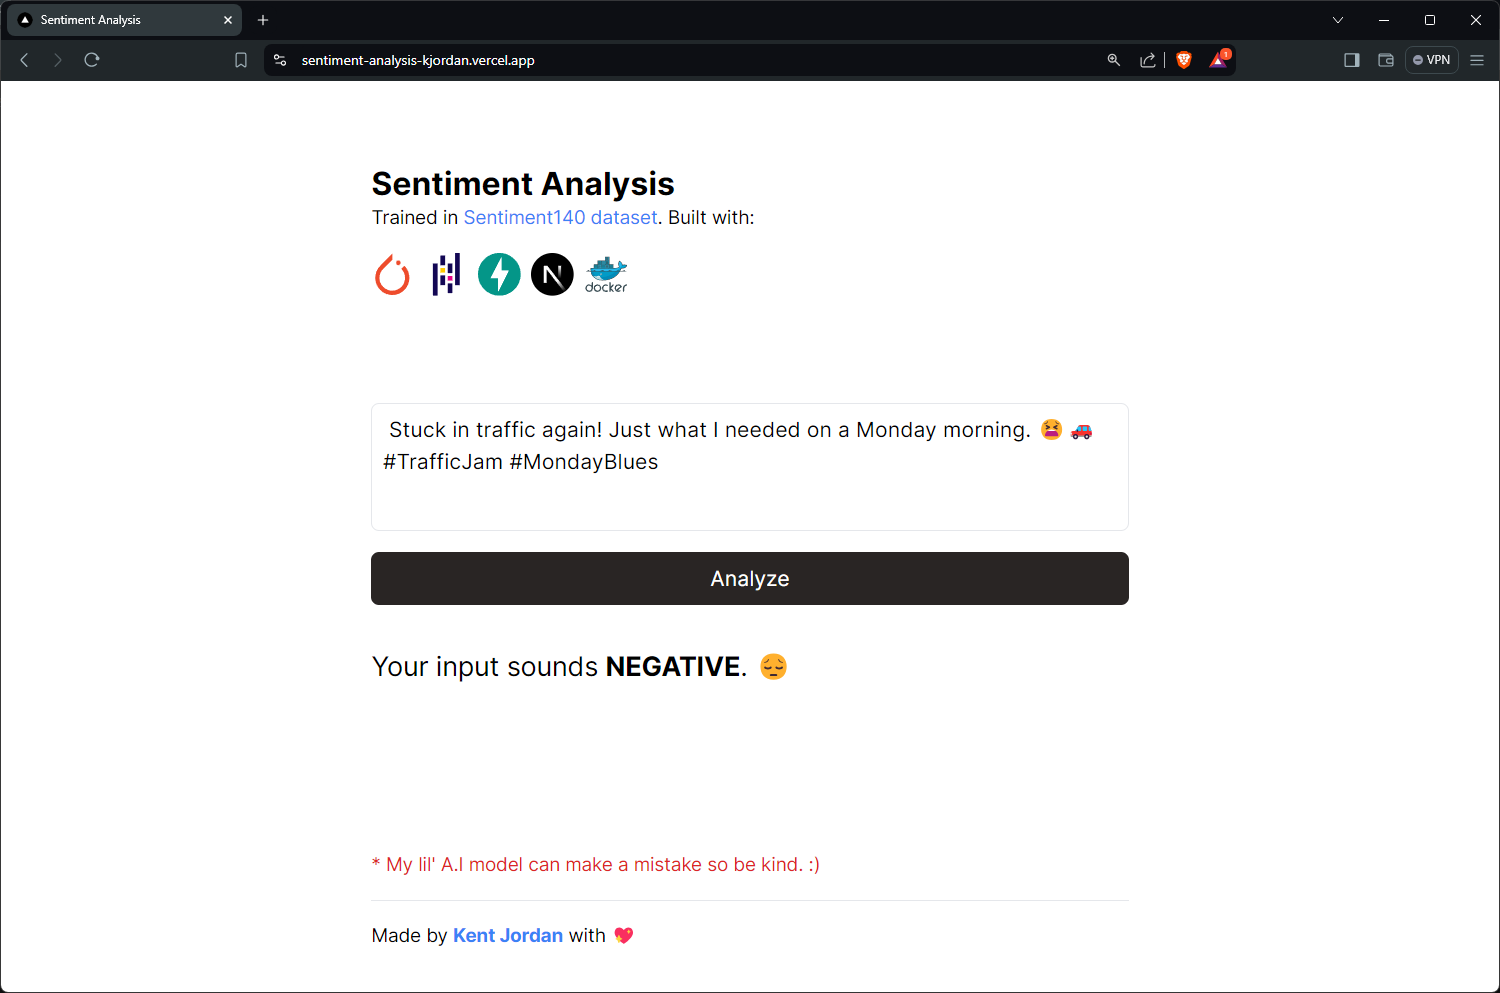 Sentiment Analysis
sentiment-analysis-kjordan.vercel.app
1
VPN
Sentiment Analysis
Trained in Sentiment140 dataset. Built with:
N
docker
Stuck in traffic again! Just what I needed on a Monday morning. 😫 🚗
#TrafficJam #MondayBlues
Analyze
Your input sounds NEGATIVE. 😔
* My lil' A.I model can make a mistake so be kind. :)
Made by Kent Jordan with 💖